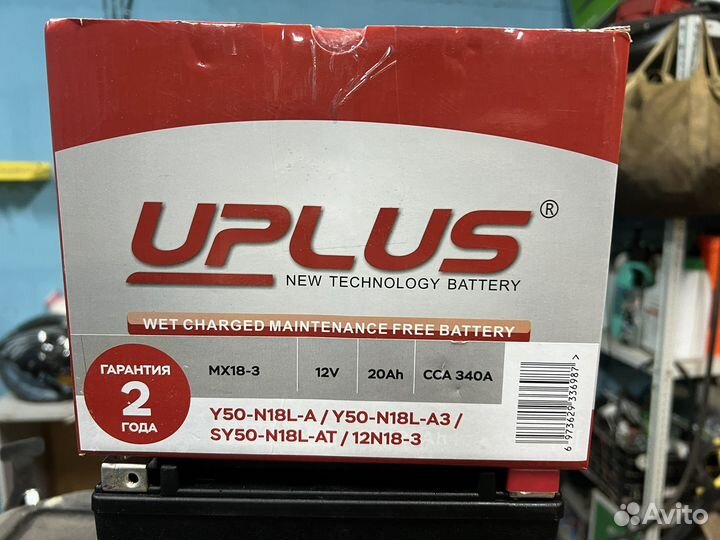 UPLUS®
NEW TECHNOLOGY BATTERY
WET CHARGED MAINTENANCE FREE BATTERY
ГАРАНТИЯ
2
ГОДА
MX18-3 12V 20Ah CCA 340A
Y50-N18L-A / Y50-N18L-A3 /
SY50-N18L-AT / 12N18-3
6 973629 336987 >
Avito